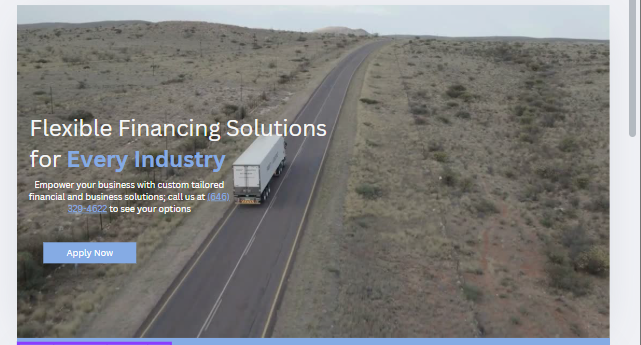 Flexible Financing Solutions
for Every Industry
Empower your business with custom tailored
financial and business solutions; call us at (646)
329-4622 to see your options
Apply Now